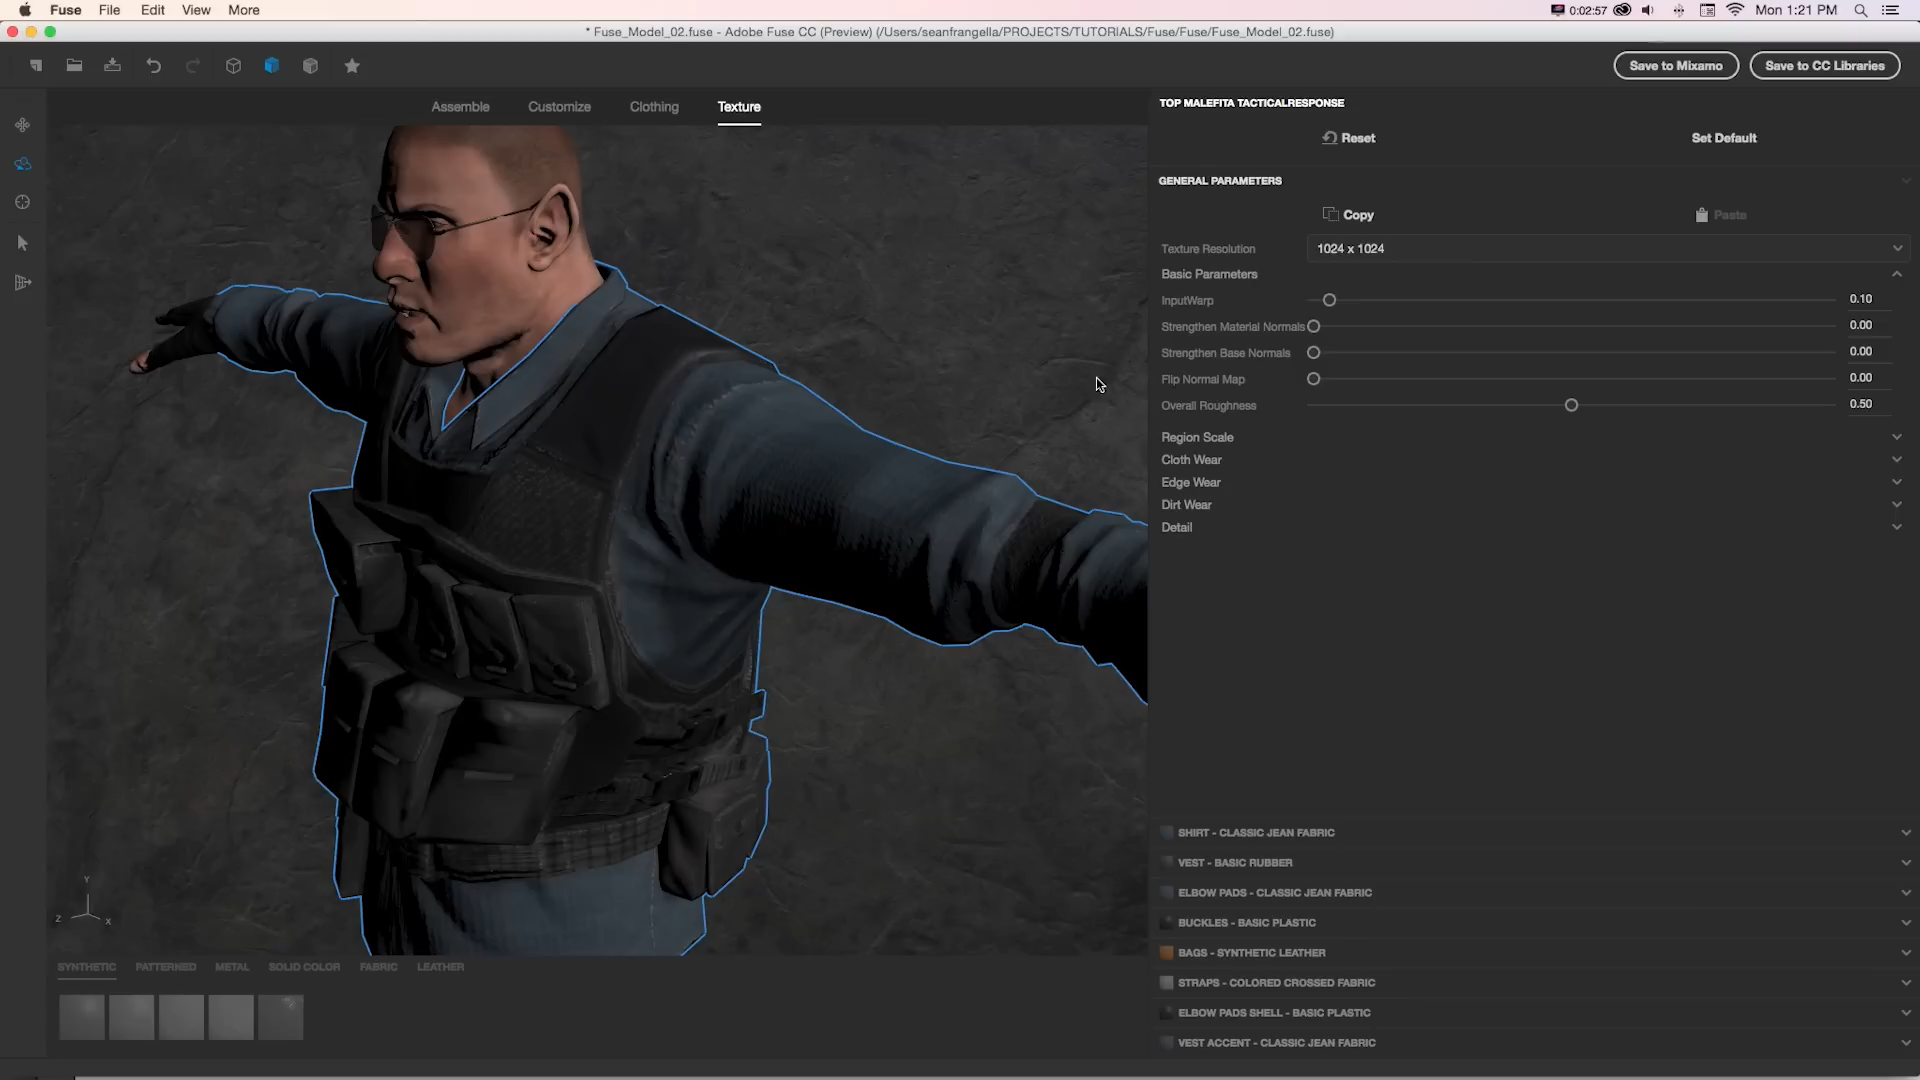 Fuse File Edit View More 0:02:57 Mon 1:21 PM
* Fuse_Model_02.fuse - Adobe Fuse CC (Preview) (/Users/seanfrangella/PROJECTS/TUTORIALS/Fuse/Fuse/Fuse_Model_02.fuse)
Save to Mixamo Save to CC Libraries
Assemble Customize Clothing Texture
TOP MALEFITA TACTICALRESPONSE
Reset Set Default
GENERAL PARAMETERS
Copy Paste
Texture Resolution 1024 x 1024
Basic Parameters
InputWarp 0.10
Strengthen Material Normals 0.00
Strengthen Base Normals 0.00
Flip Normal Map 0.00
Overall Roughness 0.50
Region Scale
Cloth Wear
Edge Wear
Dirt Wear
Detail
SHIRT - CLASSIC JEAN FABRIC
VEST - BASIC RUBBER
ELBOW PADS - CLASSIC JEAN FABRIC
BUCKLES - BASIC PLASTIC
BAGS - SYNTHETIC LEATHER
STRAPS - COLORED CROSSED FABRIC
ELBOW PADS SHELL - BASIC PLASTIC
VEST ACCENT - CLASSIC JEAN FABRIC
Y
Z X
SYNTHETIC PATTERNED METAL SOLID COLOR FABRIC LEATHER